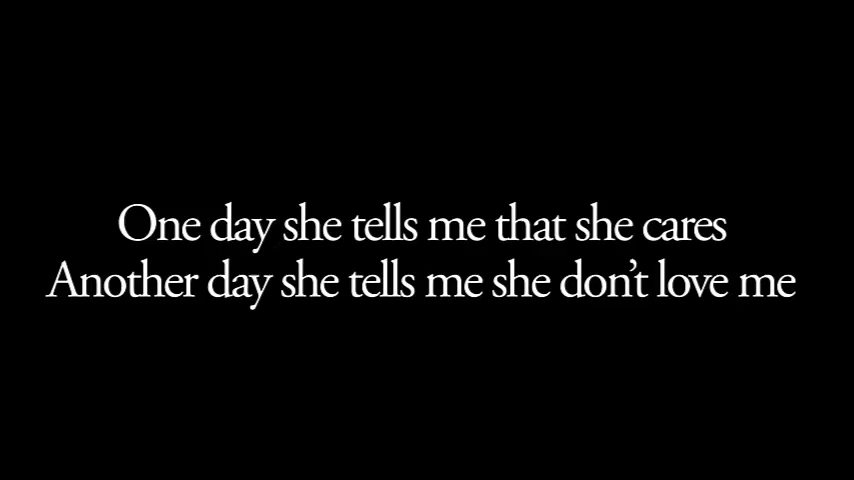 One day she tells me that she cares
Another day she tells me she don’t love me